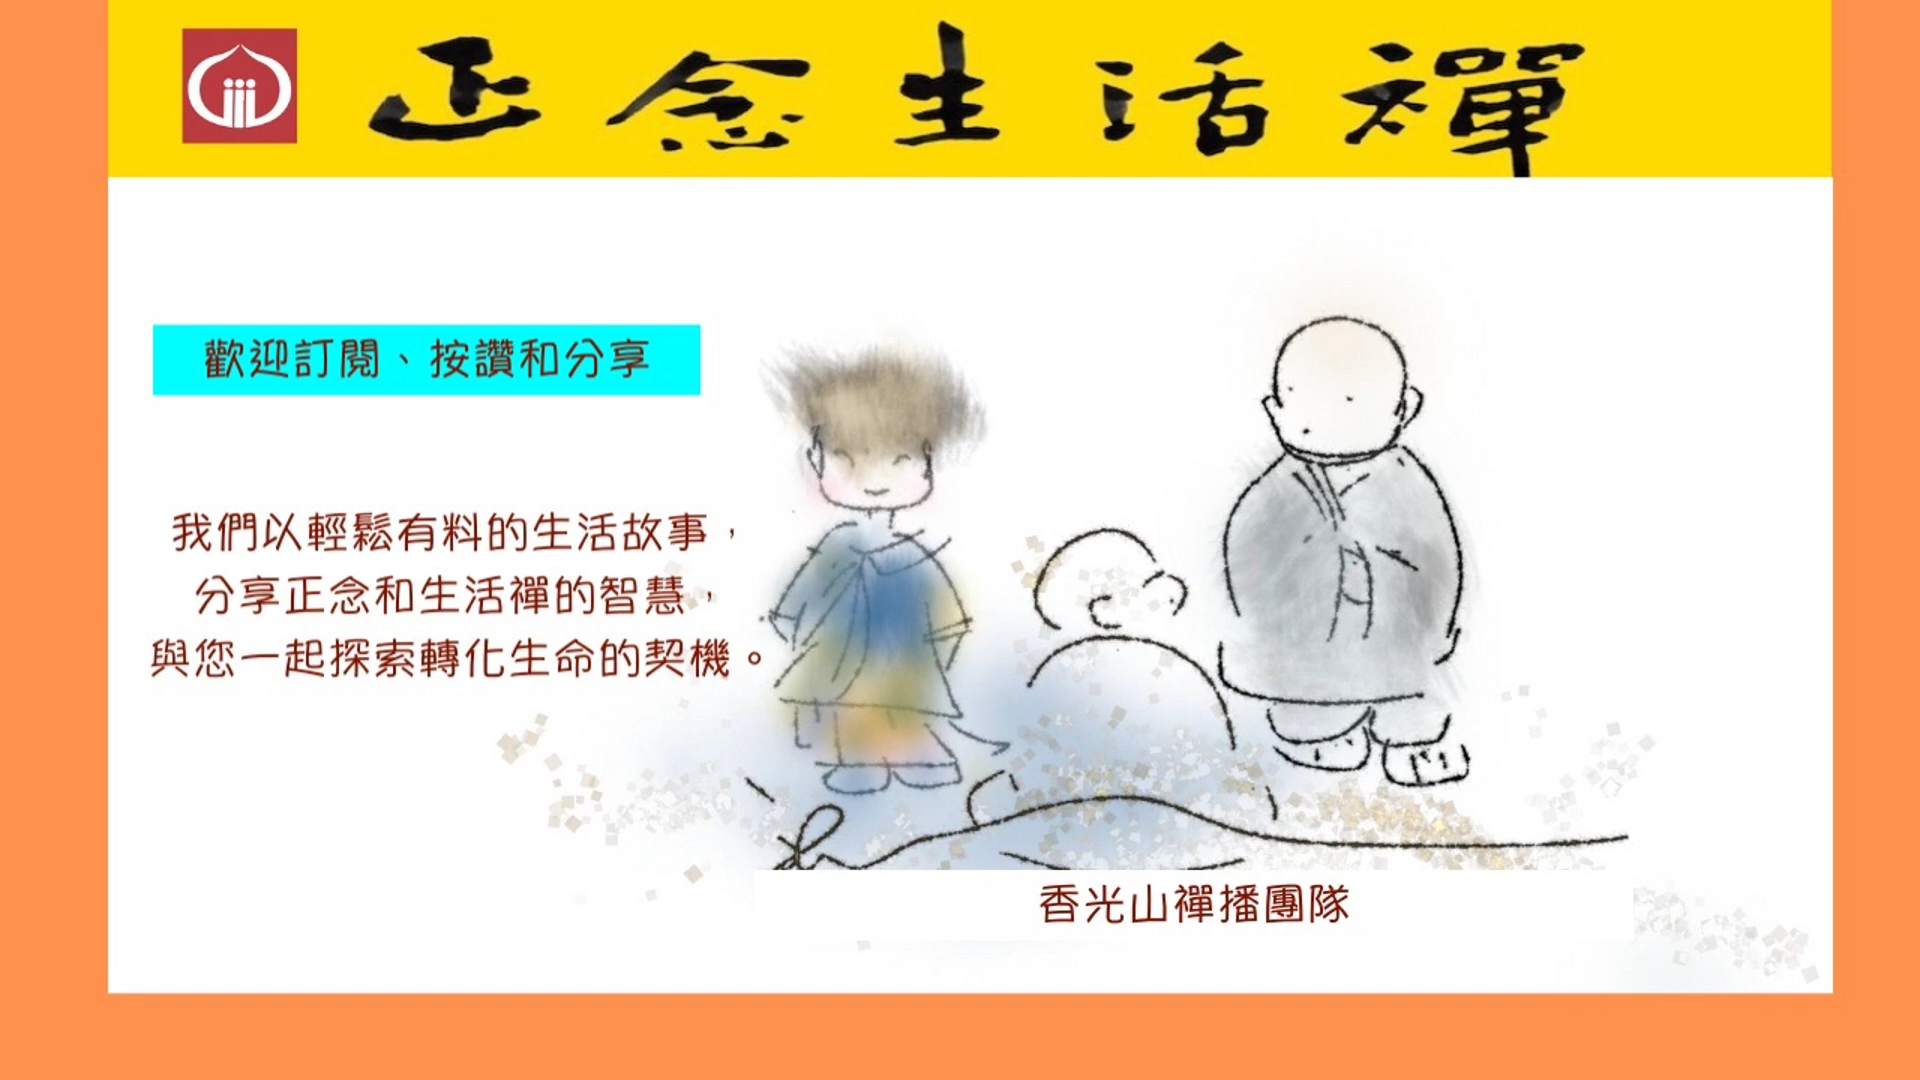 正念生活禪
歡迎訂閱、按讚和分享
我們以輕鬆有料的生活故事，
分享正念和生活禪的智慧，
與您一起探索轉化生命的契機。
香光山禪播團隊